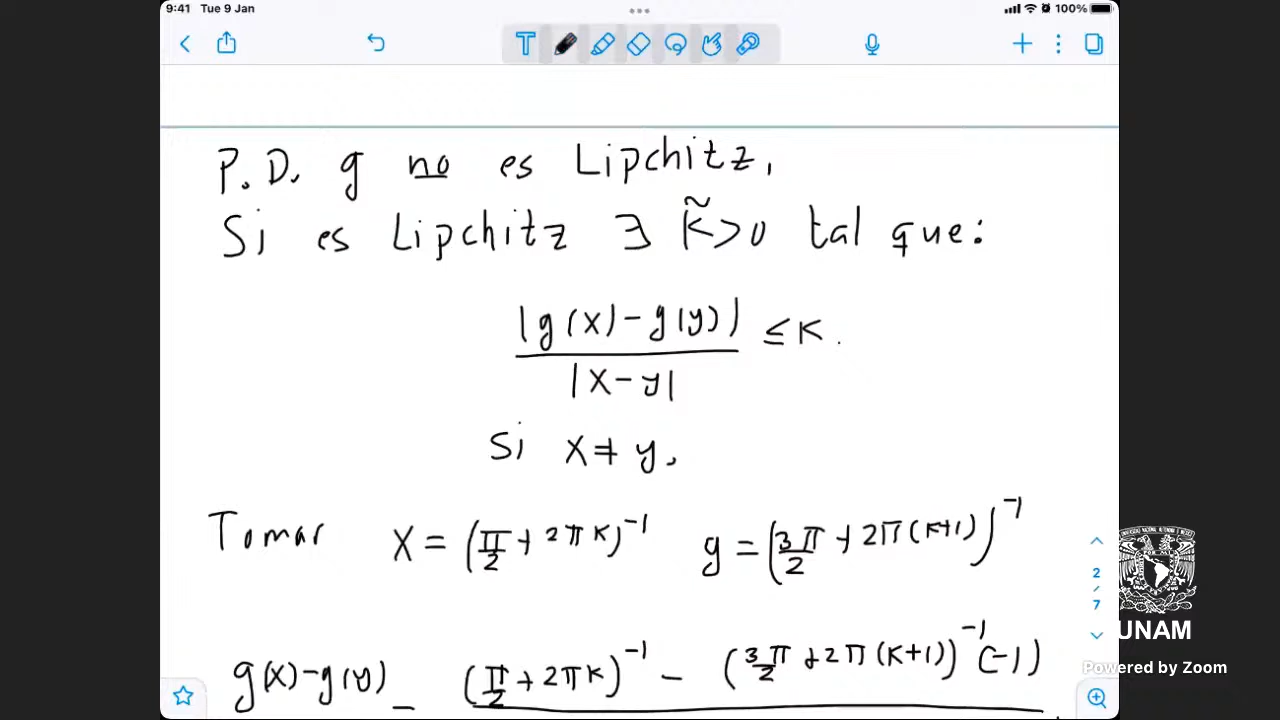 9:41 Tue 9 Jan
100%
T
P.D. g no es Lipchitz,
Si es Lipchitz ∃ K̃>0 tal que:
|g(x)-g(y)| / |x-y| ≤ K.
Si x≠y,
Tomar x = (π/2 + 2πK)^-1 y = (3π/2 + 2π(K+1))^-1
g(x)-g(y) = (π/2 + 2πK)^-1 - (3π/2 + 2π(K+1))^-1 (-1)
2
7
UNAM
Powered by Zoom